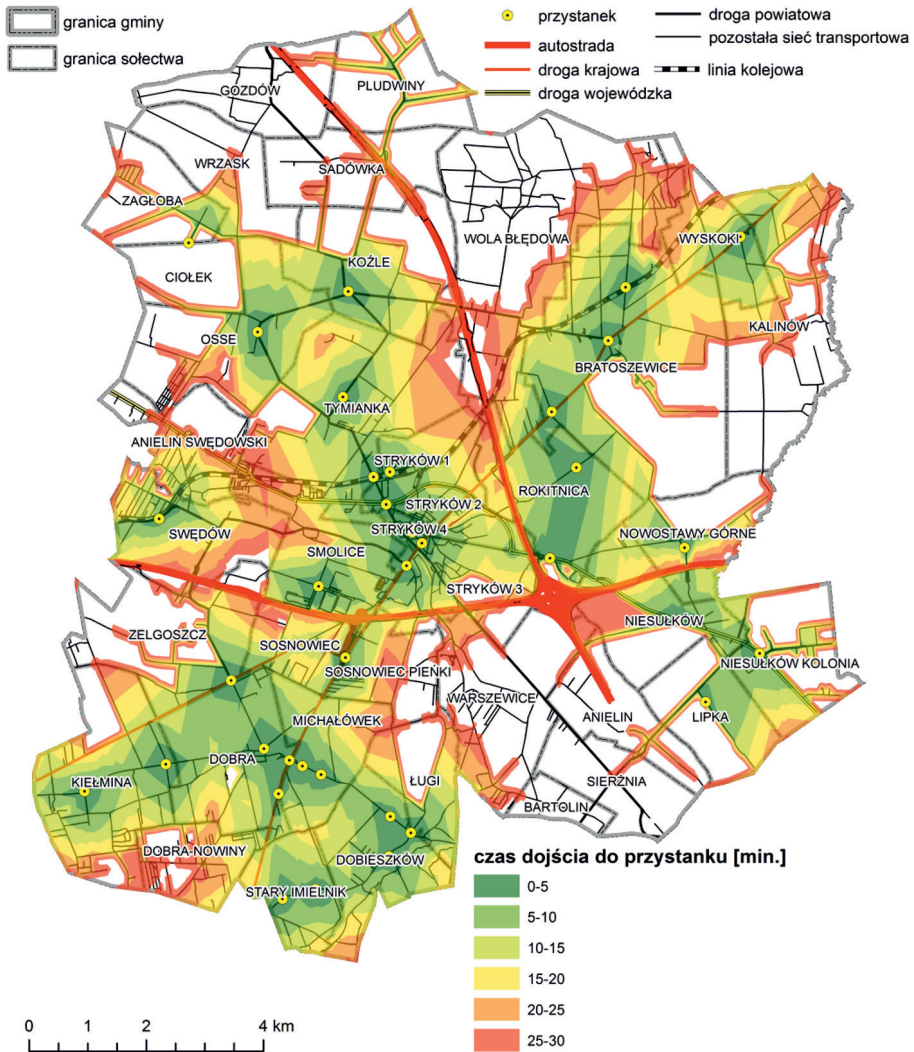 granica gminy
granica sołectwa
przystanek
autostrada
droga krajowa
droga wojewódzka
droga powiatowa
pozostała sieć transportowa
linia kolejowa
GOZDÓW
PLUDWINY
WRZASK
SADÓWKA
ZAGŁOBA
WOLA BŁĘDOWA
WYSKOKI
CIOŁEK
KOŹLE
OSSE
KALINÓW
BRATOSZEWICE
TYMIANKA
ANIELIN SWĘDOWSKI
STRYKÓW 1
ROKITNICA
STRYKÓW 2
STRYKÓW 4
SWĘDÓW
NOWOSTAWY GÓRNE
SMOLICE
STRYKÓW 3
NIESUŁKÓW
ZELGOSZCZ
SOSNOWIEC
NIESUŁKÓW KOLONIA
SOSNOWIEC PIEŃKI
WARSZEWICE
MICHAŁÓWEK
ANIELIN
LIPKA
DOBRA
KIEŁMINA
ŁUGI
SIERŻNIA
BARTOLIN
DOBRA-NOWINY
DOBIESZKÓW
STARY IMIELNIK
czas dojścia do przystanku [min.]
0-5
5-10
10-15
15-20
20-25
25-30
0 1 2 4 km